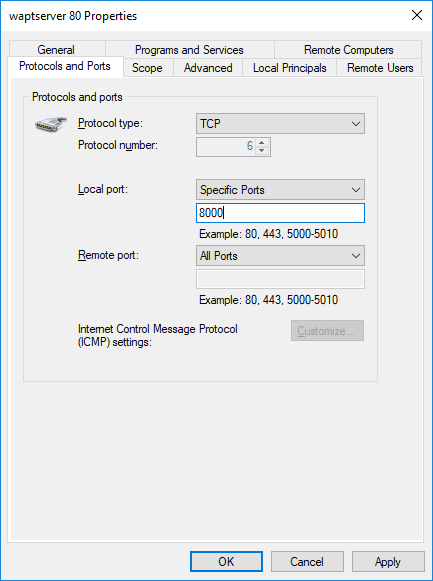 waptserver 80 Properties
General
Programs and Services
Remote Computers
Protocols and Ports
Scope
Advanced
Local Principals
Remote Users
Protocols and ports
Protocol type:
TCP
Protocol number:
6
Local port:
Specific Ports
8000
Example: 80, 443, 5000-5010
Remote port:
All Ports
Example: 80, 443, 5000-5010
Internet Control Message Protocol
(ICMP) settings:
Customize...
OK
Cancel
Apply